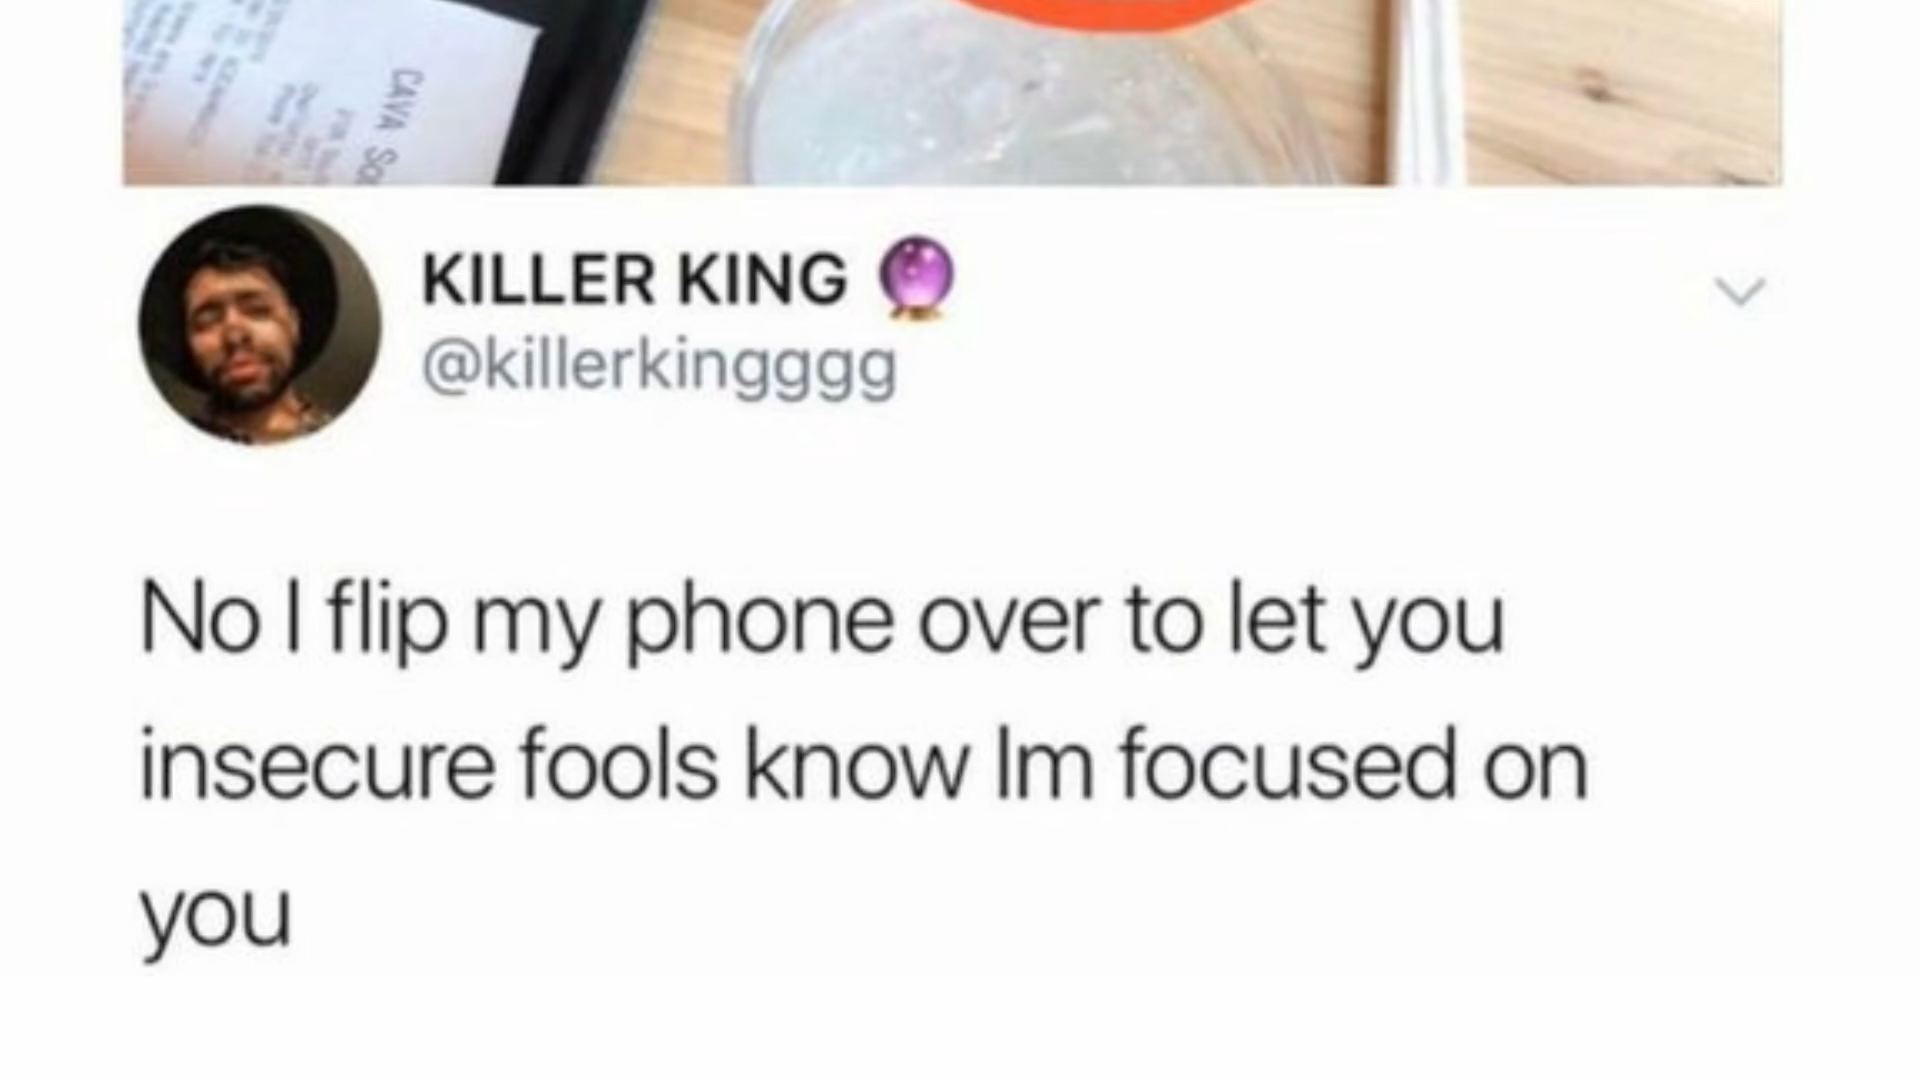 CAVA
KILLER KING 🔮
@killerkingggg
No I flip my phone over to let you
insecure fools know Im focused on
you